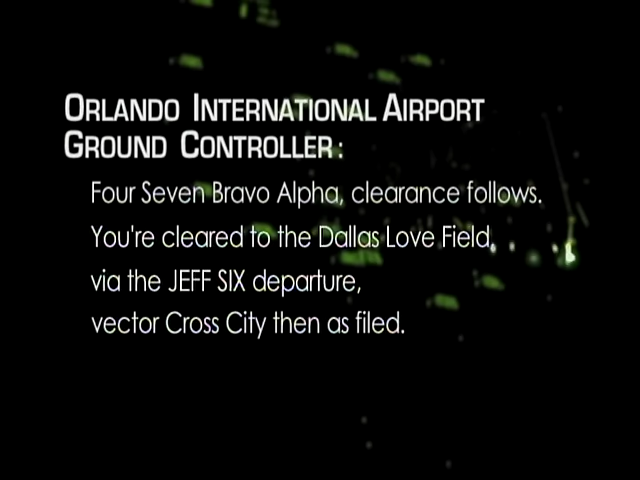 ORLANDO INTERNATIONAL AIRPORT
GROUND CONTROLLER:
Four Seven Bravo Alpha, clearance follows.
You're cleared to the Dallas Love Field,
via the JEFF SIX departure,
vector Cross City then as filed.